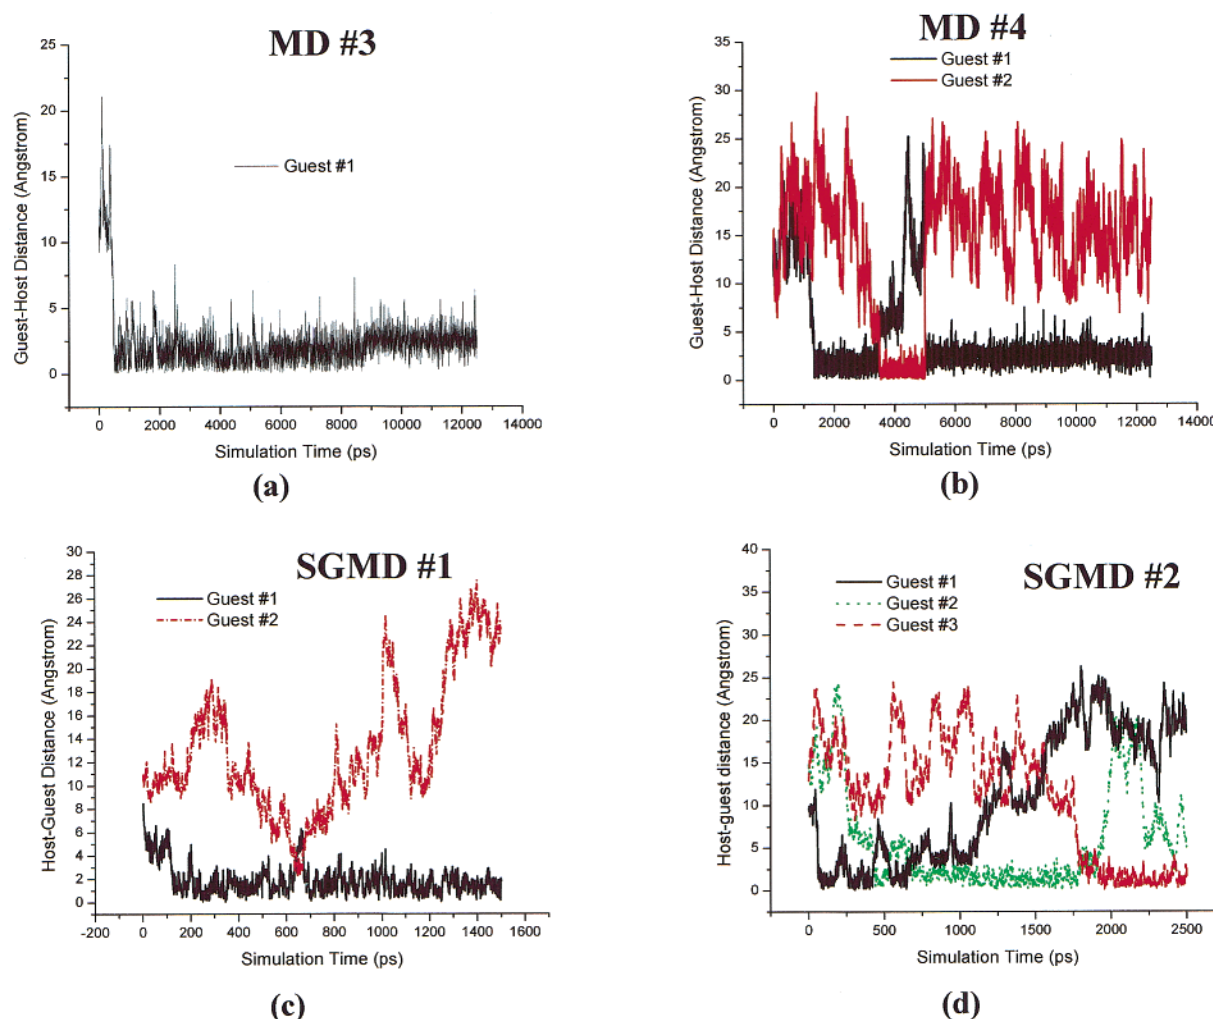 MD #3
25
20
15
10
5
0
Guest-Host Distance (Angstrom)
Guest #1
0 2000 4000 6000 8000 10000 12000 14000
Simulation Time (ps)
(a)
MD #4
35
30
25
20
15
10
5
0
Guest-Host Distance (Angstrom)
Guest #1
Guest #2
0 2000 4000 6000 8000 10000 12000 14000
Simulation Time (ps)
(b)
SGMD #1
30
28
26
24
22
20
18
16
14
12
10
8
6
4
2
0
Host-Guest Distance (Angstrom)
Guest #1
Guest #2
-200 0 200 400 600 800 1000 1200 1400 1600
Simulation Time (ps)
(c)
SGMD #2
40
35
30
25
20
15
10
5
0
Host-guest distance (Angstrom)
Guest #1
Guest #2
Guest #3
0 500 1000 1500 2000 2500
Simulation Time (ps)
(d)